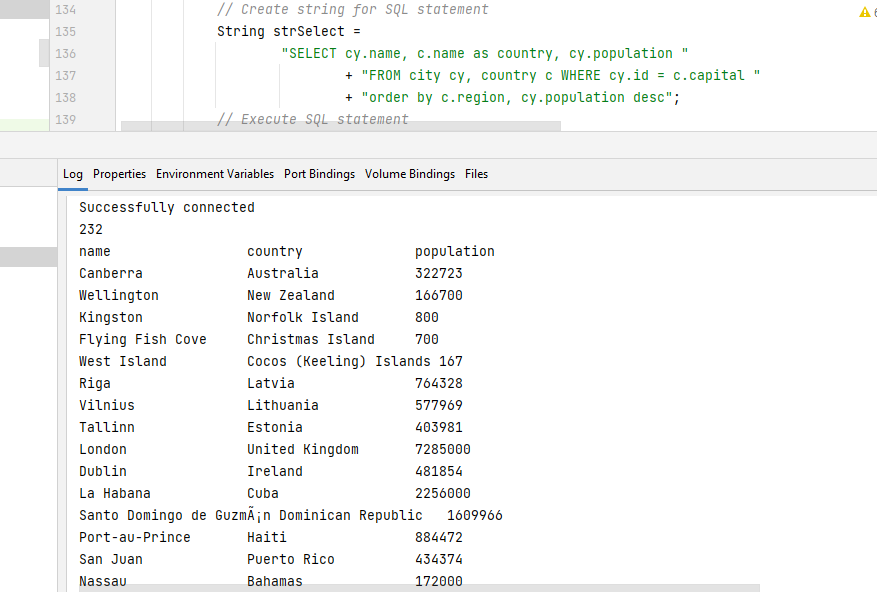 134 // Create string for SQL statement
135 String strSelect =
136 "SELECT cy.name, c.name as country, cy.population "
137 + "FROM city cy, country c WHERE cy.id = c.capital "
138 + "order by c.region, cy.population desc";
139 // Execute SQL statement
Log Properties Environment Variables Port Bindings Volume Bindings Files
Successfully connected
232
name country population
Canberra Australia 322723
Wellington New Zealand 166700
Kingston Norfolk Island 800
Flying Fish Cove Christmas Island 700
West Island Cocos (Keeling) Islands 167
Riga Latvia 764328
Vilnius Lithuania 577969
Tallinn Estonia 403981
London United Kingdom 7285000
Dublin Ireland 481854
La Habana Cuba 2256000
Santo Domingo de GuzmÃ¡n Dominican Republic 1609966
Port-au-Prince Haiti 884472
San Juan Puerto Rico 434374
Nassau Bahamas 172000